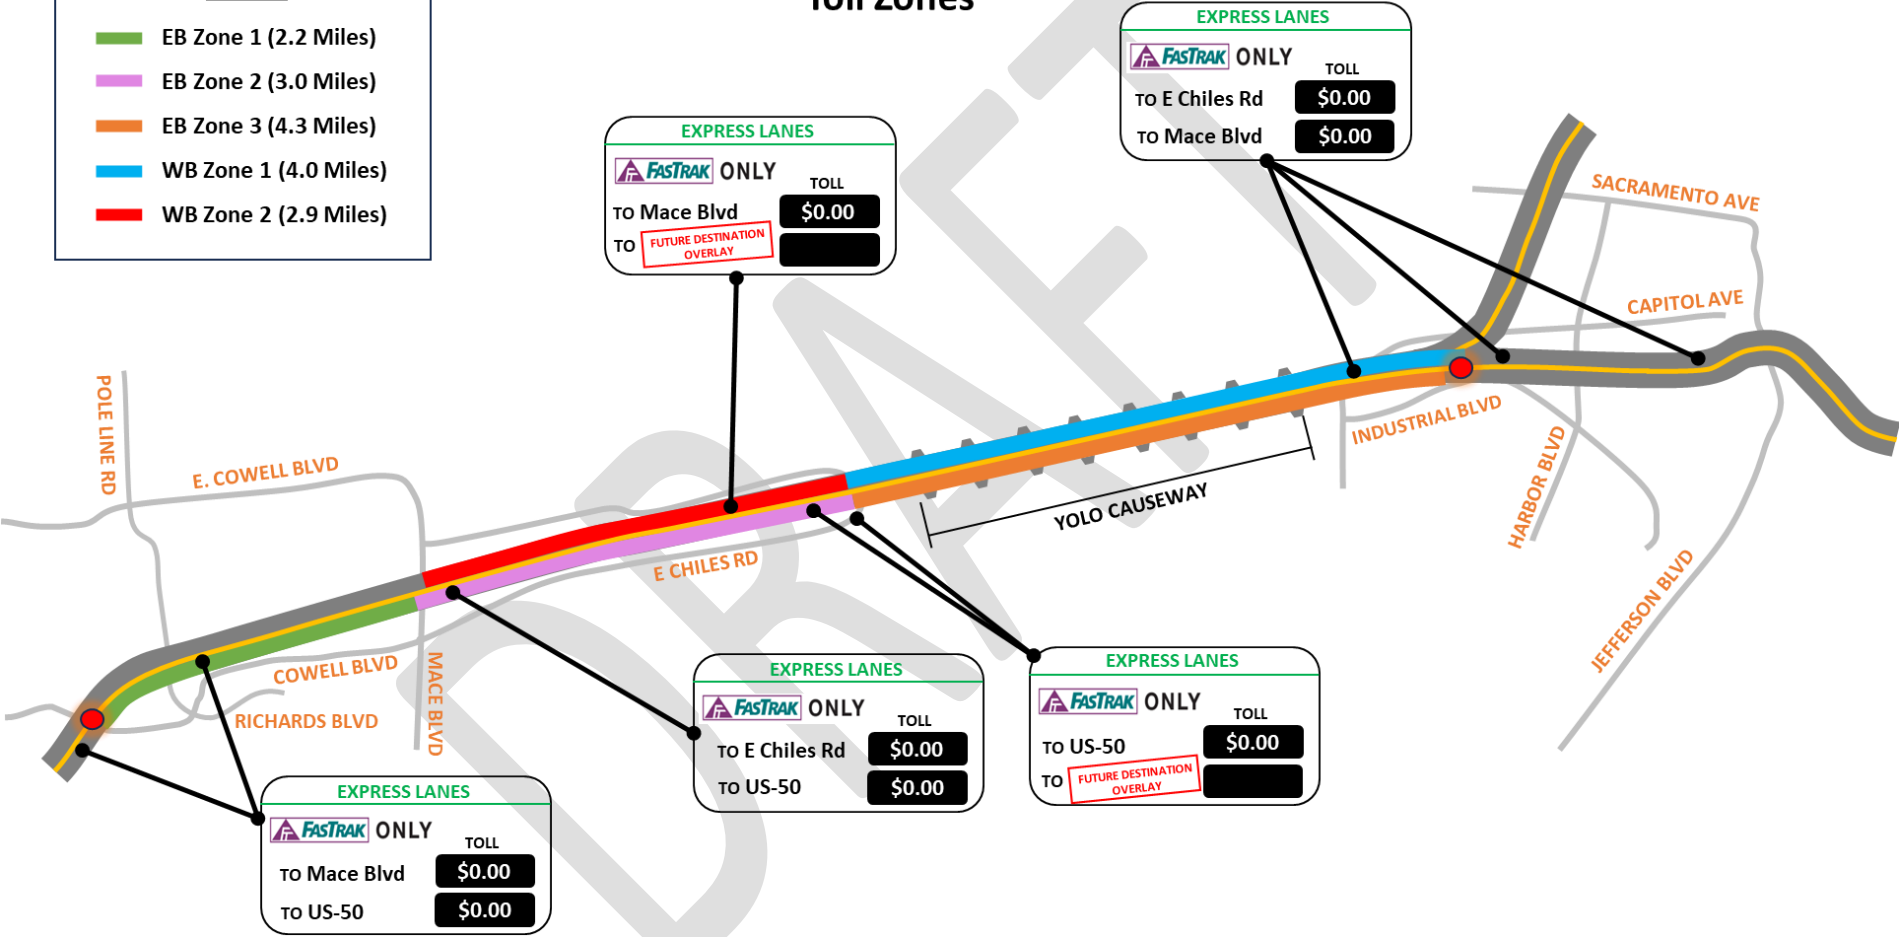 Toll Zones
EB Zone 1 (2.2 Miles)
EB Zone 2 (3.0 Miles)
EB Zone 3 (4.3 Miles)
WB Zone 1 (4.0 Miles)
WB Zone 2 (2.9 Miles)
EXPRESS LANES
FASTRAK ONLY
TOLL
TO Mace Blvd $0.00
TO FUTURE DESTINATION
OVERLAY
EXPRESS LANES
FASTRAK ONLY
TOLL
TO E Chiles Rd $0.00
TO Mace Blvd $0.00
SACRAMENTO AVE
CAPITOL AVE
POLE LINE RD
E. COWELL BLVD
INDUSTRIAL BLVD
HARBOR BLVD
YOLO CAUSEWAY
E CHILES RD
JEFFERSON BLVD
COWELL BLVD
MACE BLVD
RICHARDS BLVD
EXPRESS LANES
FASTRAK ONLY
TOLL
TO Mace Blvd $0.00
TO US-50 $0.00
EXPRESS LANES
FASTRAK ONLY
TOLL
TO E Chiles Rd $0.00
TO US-50 $0.00
EXPRESS LANES
FASTRAK ONLY
TOLL
TO US-50 $0.00
TO FUTURE DESTINATION
OVERLAY
DRAFT